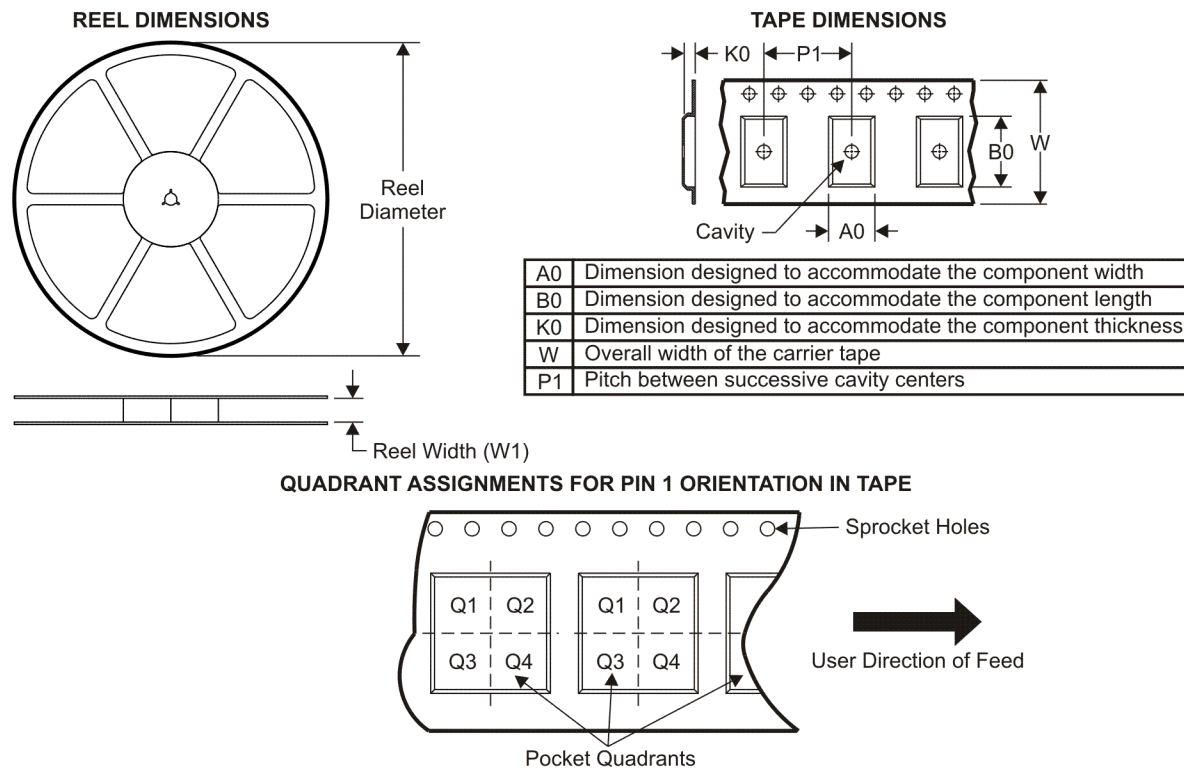 REEL DIMENSIONS
Reel
Diameter
Reel Width (W1)
TAPE DIMENSIONS
K0
P1
B0
W
Cavity
A0
A0 Dimension designed to accommodate the component width
B0 Dimension designed to accommodate the component length
K0 Dimension designed to accommodate the component thickness
W Overall width of the carrier tape
P1 Pitch between successive cavity centers
QUADRANT ASSIGNMENTS FOR PIN 1 ORIENTATION IN TAPE
Sprocket Holes
Q1 Q2 Q1 Q2
Q3 Q4 Q3 Q4
User Direction of Feed
Pocket Quadrants